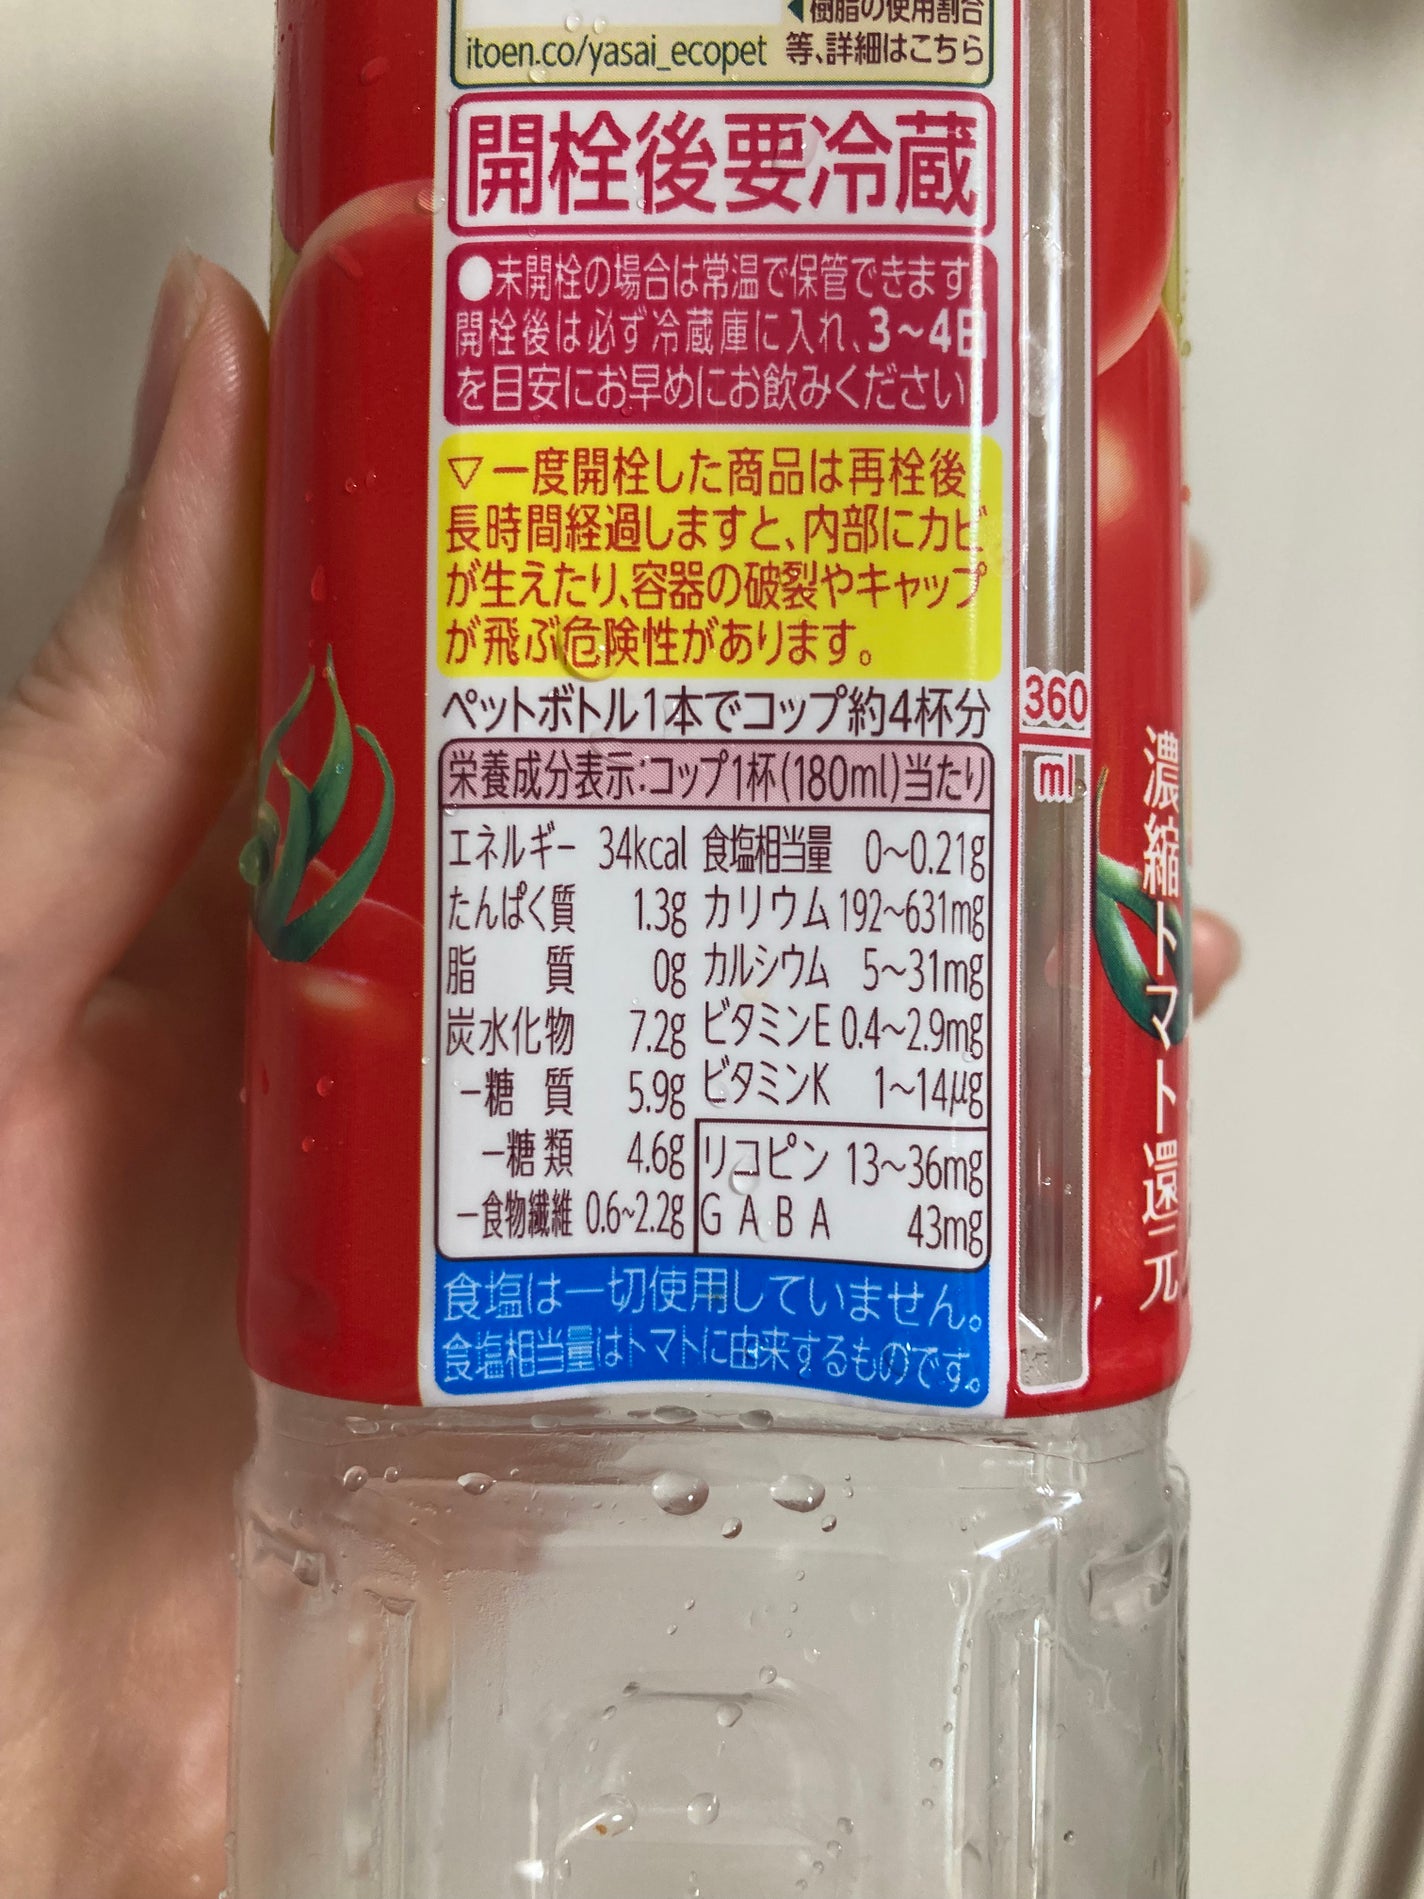 ◀樹脂の使用割合
itoen.co/yasai_ecopet 等、詳細はこちら
開栓後要冷蔵
●未開栓の場合は常温で保管できます。
開栓後は必ず冷蔵庫に入れ、3〜4日
を目安にお早めにお飲みください
▽一度開栓した商品は再栓後
長時間経過しますと、内部にカビ
が生えたり、容器の破裂やキャップ
が飛ぶ危険性があります。
ペットボトル1本でコップ約4杯分
栄養成分表示:コップ1杯(180ml)当たり
エネルギー 34kcal 食塩相当量 0〜0.21g
たんぱく質 1.3g カリウム 192〜631mg
脂質 0g カルシウム 5〜31mg
炭水化物 7.2g ビタミンE 0.4〜2.9mg
−糖質 5.9g ビタミンK 1〜14μg
−糖類 4.6g リコピン 13〜36mg
−食物繊維 0.6~2.2g GABA 43mg
食塩は一切使用していません。
食塩相当量はトマトに由来するものです。
360
ml
濃縮トマト還元